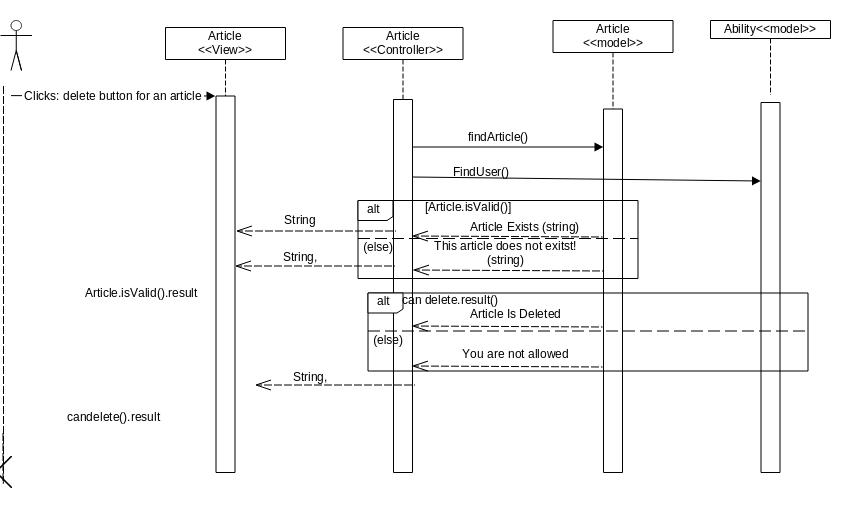 Article
<<View>>
Article
<<Controller>>
Article
<<model>>
Ability<<model>>
Clicks: delete button for an article
findArticle()
FindUser()
alt
[Article.isValid()]
String
Article Exists (string)
(else)
This article does not exitst!
(string)
String,
Article.isValid().result
alt
can delete.result()
Article Is Deleted
(else)
You are not allowed
String,
candelete().result